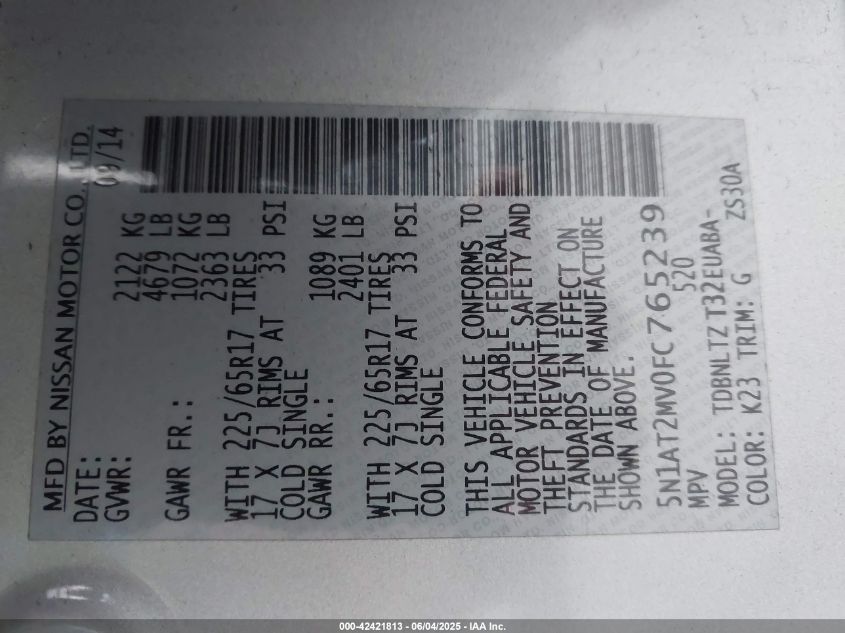 MFD BY NISSAN MOTOR CO., LTD.
DATE: 09/14
GVWR: 2122 KG
4679 LB
GAWR FR.: 1072 KG
2363 LB
WITH 225/65R17 TIRES
17 X 7J RIMS AT 33 PSI
COLD SINGLE
GAWR RR.: 1089 KG
2401 LB
WITH 225/65R17 TIRES
17 X 7J RIMS AT 33 PSI
COLD SINGLE
THIS VEHICLE CONFORMS TO
ALL APPLICABLE FEDERAL
MOTOR VEHICLE SAFETY AND
THEFT PREVENTION
STANDARDS IN EFFECT ON
THE DATE OF MANUFACTURE
SHOWN ABOVE.
5N1AT2MV0FC765239
MPV 520
MODEL: TDBNLTZ T32EUABA-
COLOR: K23 TRIM: G ZS30A
000-42421813 - 06/04/2025 - IAA Inc.